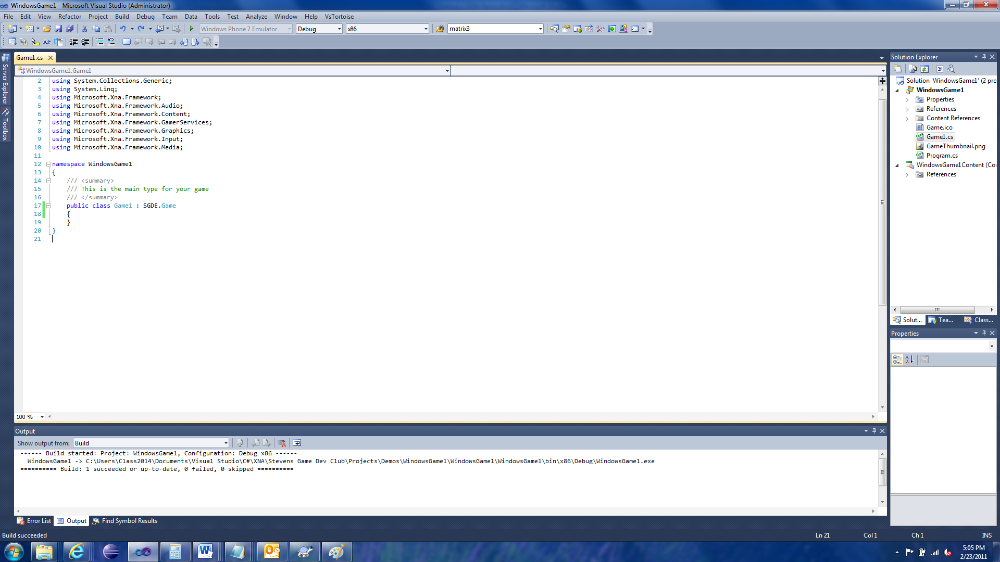 WindowsGame1 - Microsoft Visual Studio (Administrator)
File Edit View Refactor Project Build Debug Team Data Tools Test Analyze Window Help VsTortoise
Windows Phone 7 Emulator Debug x86 matrix3
Server Explorer
Toolbox
Game1.cs
WindowsGame1.Game1
2 using System.Collections.Generic;
3 using System.Linq;
4 using Microsoft.Xna.Framework;
5 using Microsoft.Xna.Framework.Audio;
6 using Microsoft.Xna.Framework.Content;
7 using Microsoft.Xna.Framework.GamerServices;
8 using Microsoft.Xna.Framework.Graphics;
9 using Microsoft.Xna.Framework.Input;
10 using Microsoft.Xna.Framework.Media;
11
12 namespace WindowsGame1
13 {
14 /// <summary>
15 /// This is the main type for your game
16 /// </summary>
17 public class Game1 : SGDE.Game
18 {
19 }
20 }
21
100 %
Output
Show output from: Build
------ Build started: Project: WindowsGame1, Configuration: Debug x86 ------
WindowsGame1 -> C:\Users\Class2014\Documents\Visual Studio\C#\XNA\Stevens Game Dev Club\Projects\Demos\WindowsGame1\WindowsGame1\WindowsGame1\bin\x86\Debug\WindowsGame1.exe
========== Build: 1 succeeded or up-to-date, 0 failed, 0 skipped ==========
Error List Output Find Symbol Results
Solution Explorer
Solution 'WindowsGame1' (2 pro
WindowsGame1
Properties
References
Content References
Game.ico
Game1.cs
GameThumbnail.png
Program.cs
WindowsGame1Content (Co
References
Solut... Tea... Class...
Properties
Build succeeded Ln 21 Col 1 Ch 1 INS
5:05 PM
2/23/2011